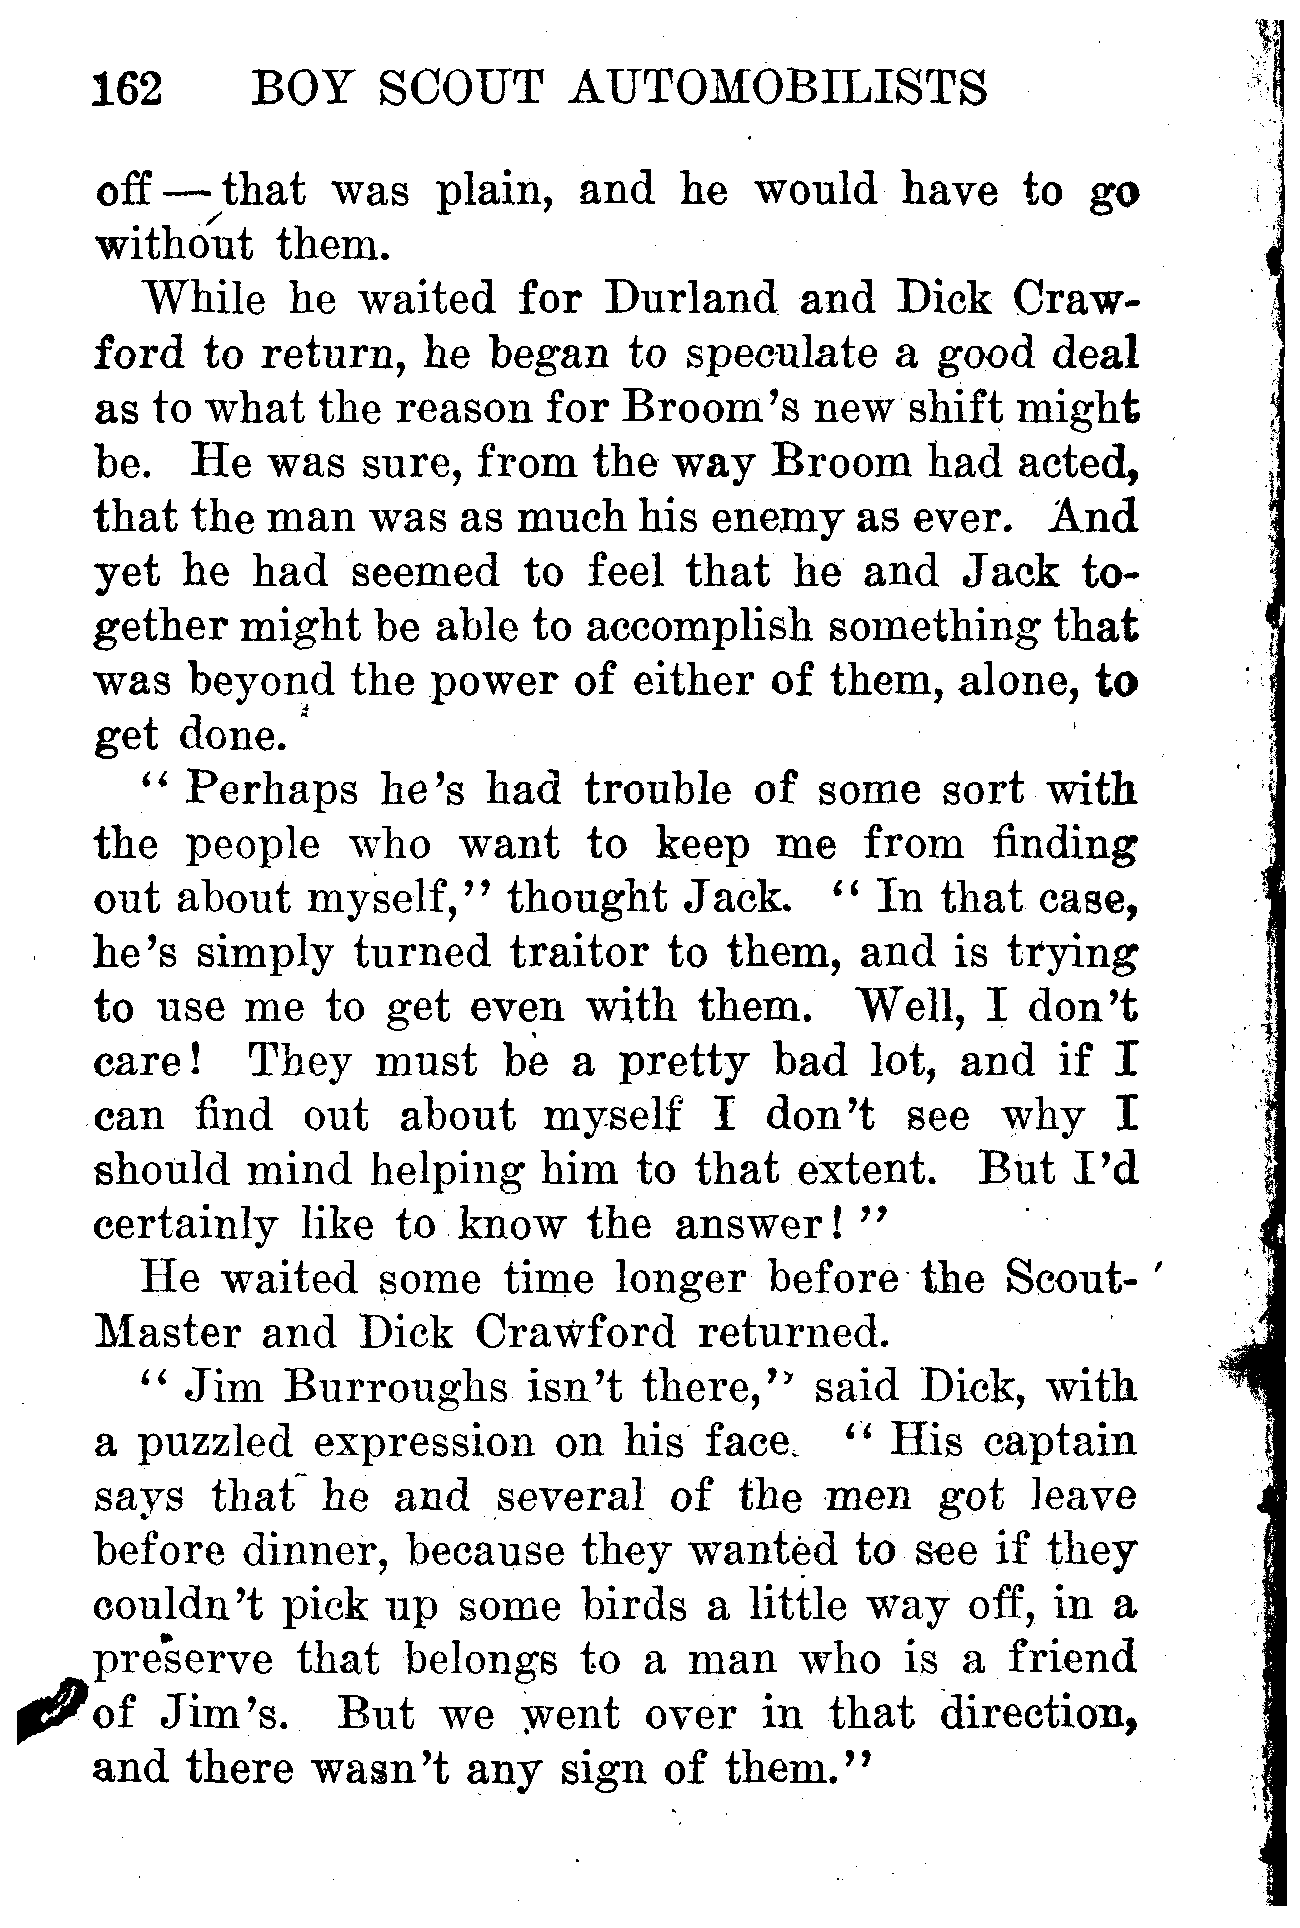 162 BOY SCOUT AUTOMOBILISTS
off — that was plain, and he would have to go
without them.
While he waited for Durland and Dick Craw-
ford to return, he began to speculate a good deal
as to what the reason for Broom's new shift might
be. He was sure, from the way Broom had acted,
that the man was as much his enemy as ever. And
yet he had seemed to feel that he and Jack to-
gether might be able to accomplish something that
was beyond the power of either of them, alone, to
get done.
“ Perhaps he's had trouble of some sort with
the people who want to keep me from finding
out about myself,” thought Jack. “ In that case,
he's simply turned traitor to them, and is trying
to use me to get even with them. Well, I don't
care! They must be a pretty bad lot, and if I
can find out about myself I don't see why I
should mind helping him to that extent. But I'd
certainly like to know the answer! ”
He waited some time longer before the Scout-
Master and Dick Crawford returned.
“ Jim Burroughs isn't there,” said Dick, with
a puzzled expression on his face. “ His captain
says that he and several of the men got leave
before dinner, because they wanted to see if they
couldn't pick up some birds a little way off, in a
preserve that belongs to a man who is a friend
of Jim's. But we went over in that direction,
and there wasn't any sign of them.”